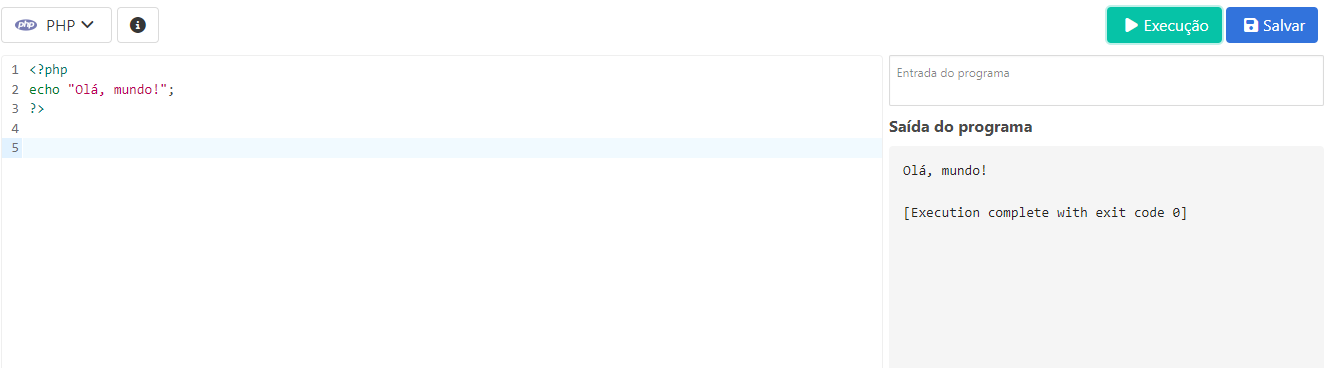 php PHP
Execução Salvar
1 <?php
2 echo "Olá, mundo!";
3 ?>
4
5
Entrada do programa
Saída do programa
Olá, mundo!
[Execution complete with exit code 0]